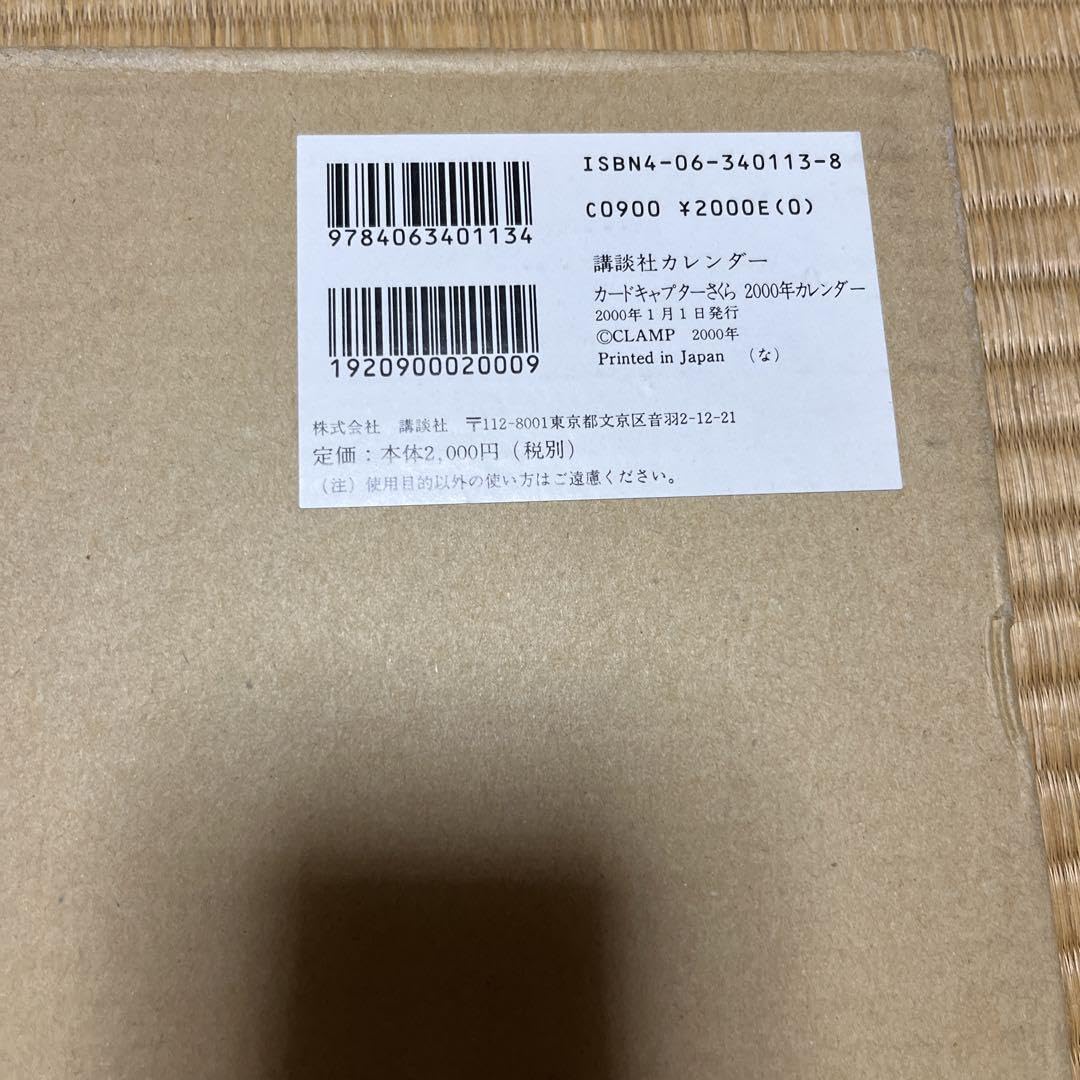 9784063401134
1920900020009
ISBN4-06-340113-8
C0900 ¥2000E(0)
講談社カレンダー
カードキャプターさくら 2000年カレンダー
2000年1月1日発行
©CLAMP 2000年
Printed in Japan (な)
株式会社 講談社 〒112-8001東京都文京区音羽2-12-21
定価：本体2,000円（税別）
（注）使用目的以外の使い方はご遠慮ください。